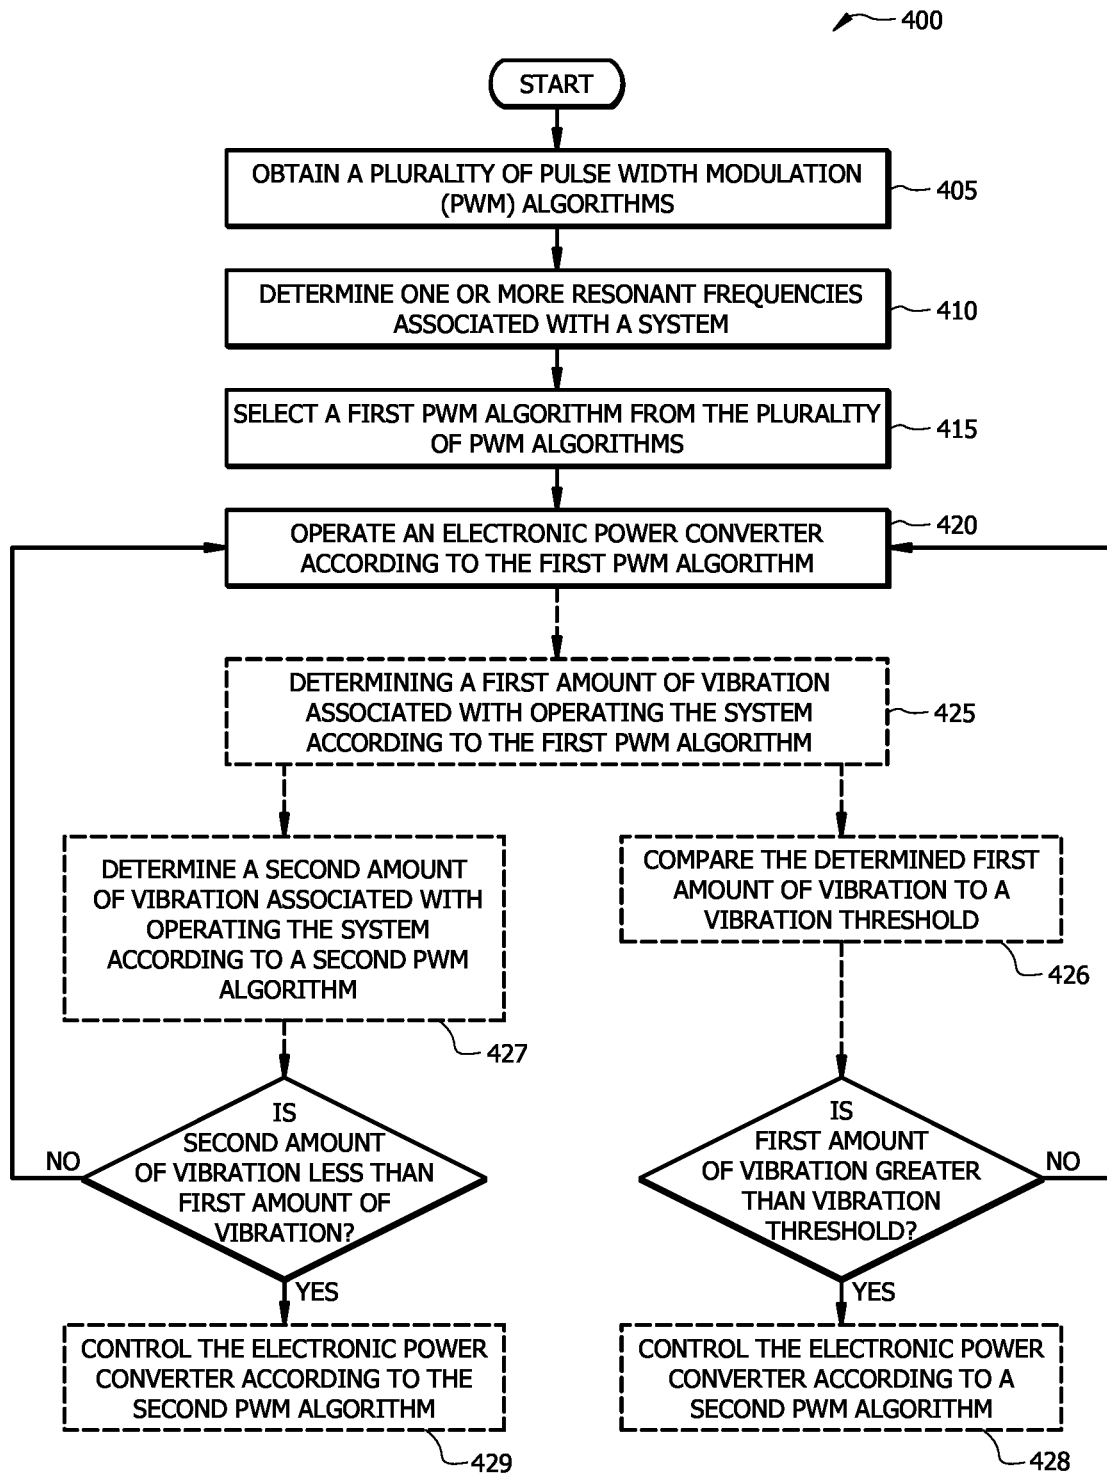 400
START
OBTAIN A PLURALITY OF PULSE WIDTH MODULATION
(PWM) ALGORITHMS
405
DETERMINE ONE OR MORE RESONANT FREQUENCIES
ASSOCIATED WITH A SYSTEM
410
SELECT A FIRST PWM ALGORITHM FROM THE PLURALITY
OF PWM ALGORITHMS
415
OPERATE AN ELECTRONIC POWER CONVERTER
ACCORDING TO THE FIRST PWM ALGORITHM
420
DETERMINING A FIRST AMOUNT OF VIBRATION
ASSOCIATED WITH OPERATING THE SYSTEM
ACCORDING TO THE FIRST PWM ALGORITHM
425
DETERMINE A SECOND AMOUNT
OF VIBRATION ASSOCIATED WITH
OPERATING THE SYSTEM
ACCORDING TO A SECOND PWM
ALGORITHM
427
COMPARE THE DETERMINED FIRST
AMOUNT OF VIBRATION TO A
VIBRATION THRESHOLD
426
IS
SECOND AMOUNT
OF VIBRATION LESS THAN
FIRST AMOUNT OF
VIBRATION?
NO
YES
IS
FIRST AMOUNT
OF VIBRATION GREATER
THAN VIBRATION
THRESHOLD?
NO
YES
CONTROL THE ELECTRONIC POWER
CONVERTER ACCORDING TO THE
SECOND PWM ALGORITHM
429
CONTROL THE ELECTRONIC POWER
CONVERTER ACCORDING TO A
SECOND PWM ALGORITHM
428